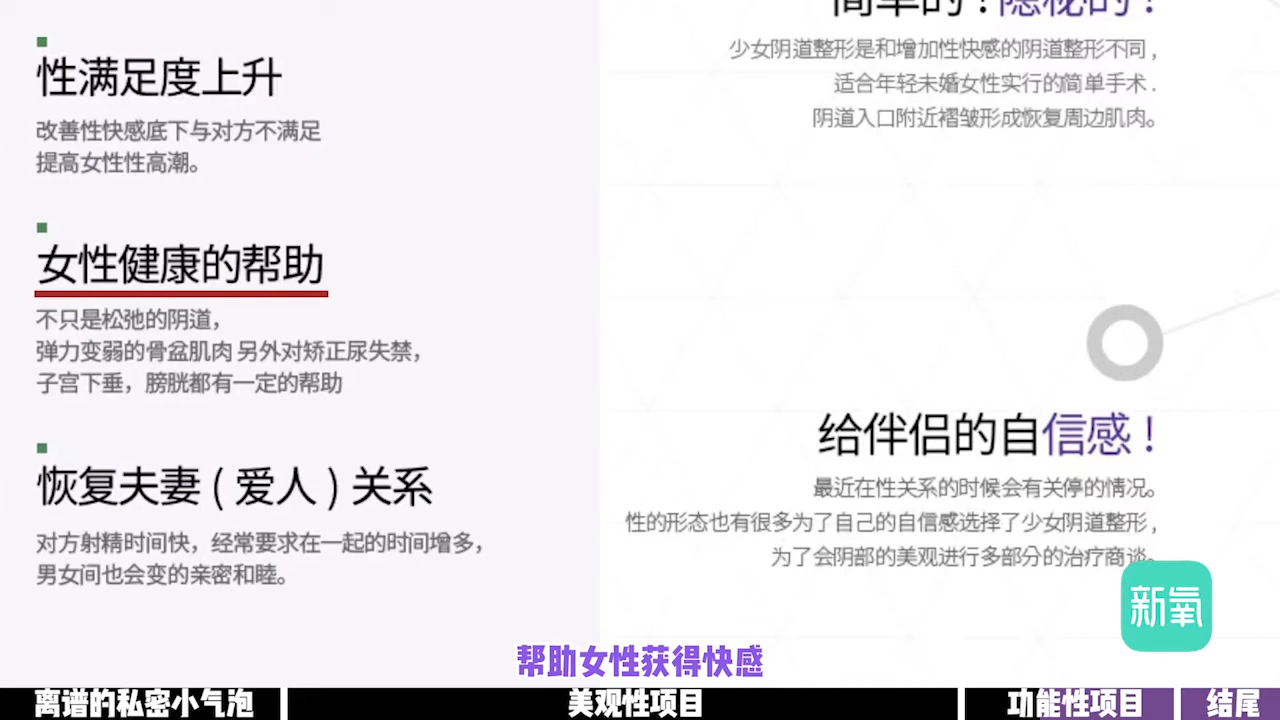 性满足度上升
改善性快感底下与对方不满足
提高女性性高潮。
女性健康的帮助
不只是松弛的阴道，
弹力变弱的骨盆肌肉 另外对矫正尿失禁，
子宫下垂，膀胱都有一定的帮助
恢复夫妻 ( 爱人 ) 关系
对方射精时间快，经常要求在一起的时间增多，
男女间也会变的亲密和睦。
简单的 ! 隐秘的 !
少女阴道整形是和增加性快感的阴道整形不同 ,
适合年轻未婚女性实行的简单手术 .
阴道入口附近褶皱形成恢复周边肌肉。
给伴侣的自信感 !
最近在性关系的时候会有关停的情况。
性的形态也有很多为了自己的自信感选择了少女阴道整形 ,
为了会阴部的美观进行多部分的治疗商谈。
新氧
帮助女性获得快感
离谱的私密小气泡
美观性项目
功能性项目
结尾